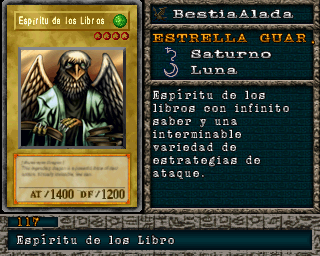 Espíritu de los Libros
AT/1400 DF/1200
BestiaAlada
ESTRELLA GUAR.
Saturno
Luna
Espíritu de los
libros con infinito
saber y una
interminable
variedad de
estrategias de
ataque.
117
Espíritu de los Libro